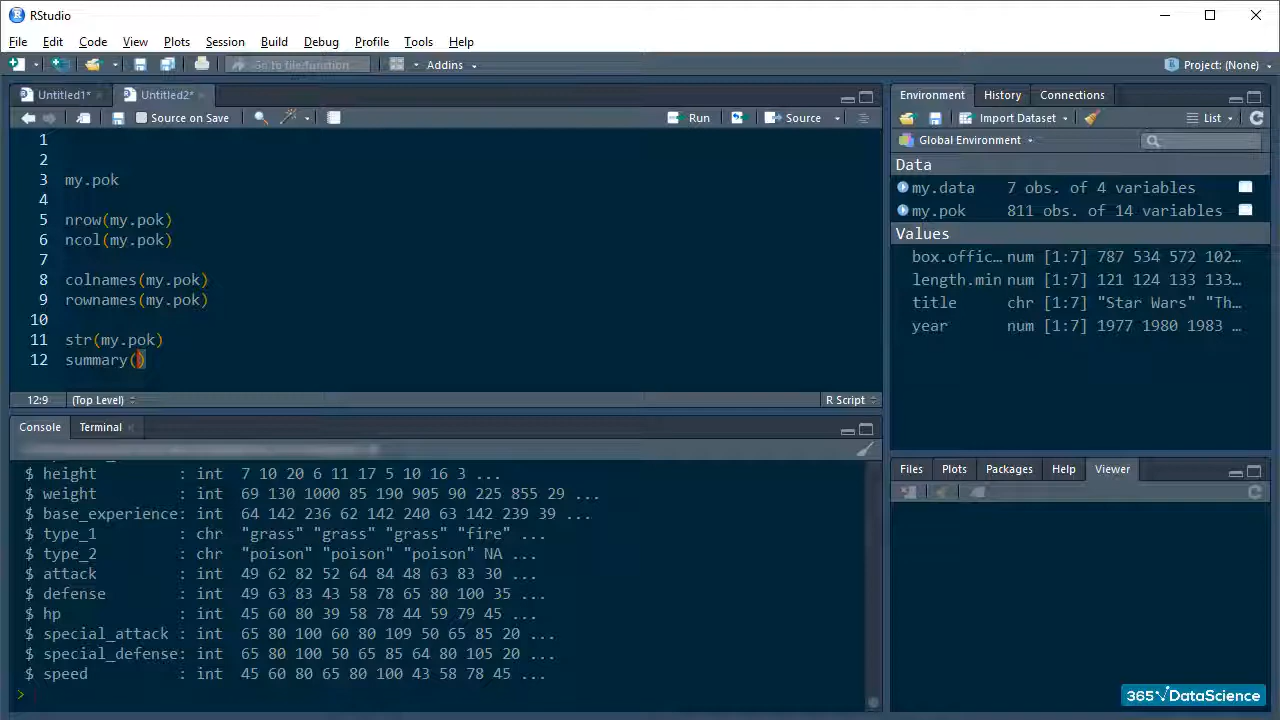 RStudio
File Edit Code View Plots Session Build Debug Profile Tools Help
Go to file/function Addins Project: (None)
Untitled1* Untitled2*
Source on Save Run Source
1
2
3 my.pok
4
5 nrow(my.pok)
6 ncol(my.pok)
7
8 colnames(my.pok)
9 rownames(my.pok)
10
11 str(my.pok)
12 summary()
12:9 (Top Level) R Script
Console Terminal
$ height : int 7 10 20 6 11 17 5 10 16 3 ...
$ weight : int 69 130 1000 85 190 905 90 225 855 29 ...
$ base_experience: int 64 142 236 62 142 240 63 142 239 39 ...
$ type_1 : chr "grass" "grass" "grass" "fire" ...
$ type_2 : chr "poison" "poison" "poison" NA ...
$ attack : int 49 62 82 52 64 84 48 63 83 30 ...
$ defense : int 49 63 83 43 58 78 65 80 100 35 ...
$ hp : int 45 60 80 39 58 78 44 59 79 45 ...
$ special_attack : int 65 80 100 60 80 109 50 65 85 20 ...
$ special_defense: int 65 80 100 50 65 85 64 80 105 20 ...
$ speed : int 45 60 80 65 80 100 43 58 78 45 ...
>
Environment History Connections
Import Dataset List
Global Environment
Data
my.data 7 obs. of 4 variables
my.pok 811 obs. of 14 variables
Values
box.offic… num [1:7] 787 534 572 102…
length.min num [1:7] 121 124 133 133…
title chr [1:7] "Star Wars" "Th…
year num [1:7] 1977 1980 1983 …
Files Plots Packages Help Viewer
365 DataScience